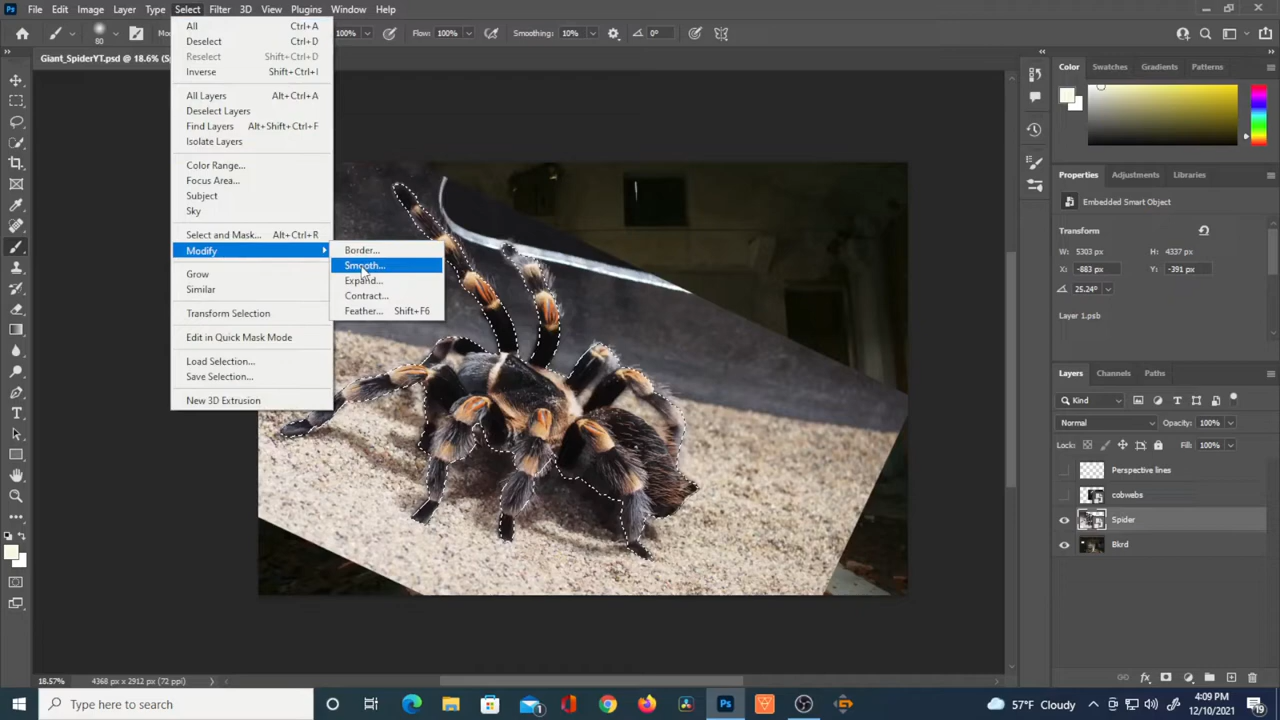 Ps File Edit Image Layer Type Select Filter 3D View Plugins Window Help
80 100% Flow: 100% Smoothing: 10% 0°
Giant_SpiderYT.psd @ 18.6% (S
All Ctrl+A
Deselect Ctrl+D
Reselect Shift+Ctrl+D
Inverse Shift+Ctrl+I
All Layers Alt+Ctrl+A
Deselect Layers
Find Layers Alt+Shift+Ctrl+F
Isolate Layers
Color Range...
Focus Area...
Subject
Sky
Select and Mask... Alt+Ctrl+R
Modify
Grow
Similar
Transform Selection
Edit in Quick Mask Mode
Load Selection...
Save Selection...
New 3D Extrusion
Border...
Smooth...
Expand...
Contract...
Feather... Shift+F6
Color Swatches Gradients Patterns
Properties Adjustments Libraries
Embedded Smart Object
Transform
W: 5303 px H: 4337 px
X: -883 px Y: -391 px
25.24°
Layer 1.psb
Layers Channels Paths
Kind
Normal Opacity: 100%
Lock: Fill: 100%
Perspective lines
cobwebs
Spider
Bkrd
18.57% 4368 px x 2912 px (72 ppi)
Type here to search
1
Ps
57°F Cloudy
4:09 PM
12/10/2021
19